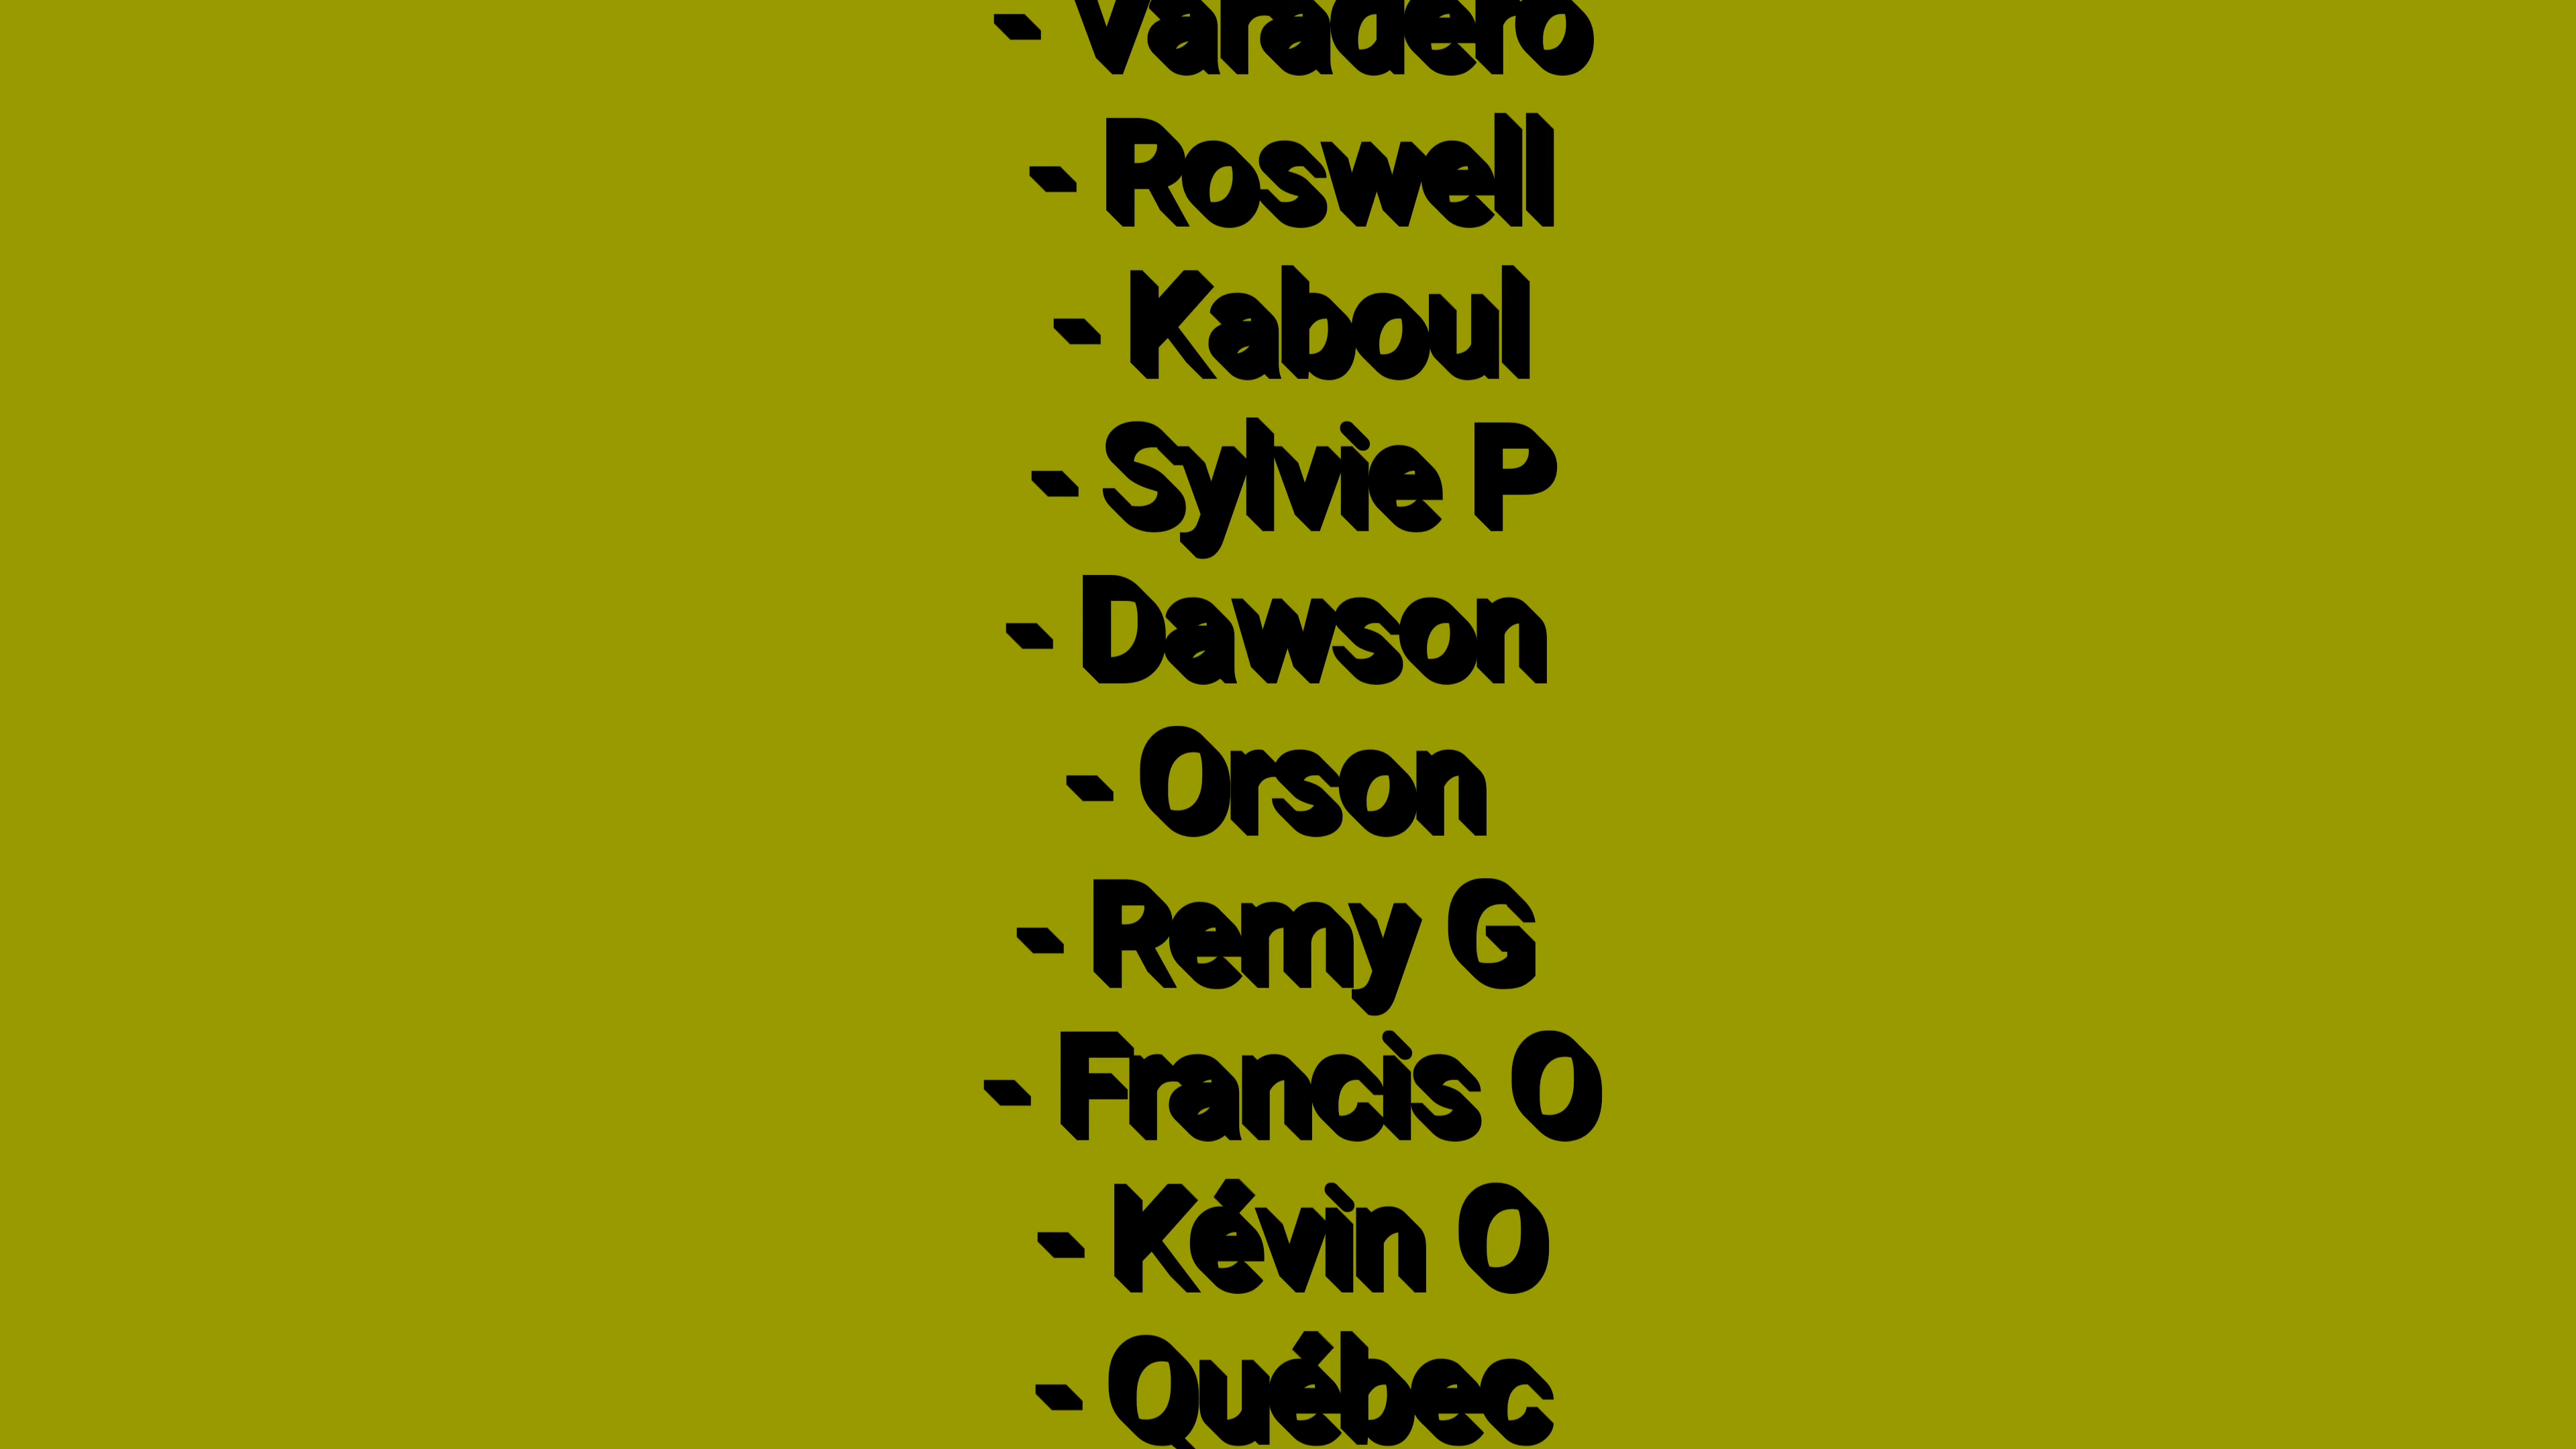 - Varadero
- Roswell
- Kaboul
- Sylvie P
- Dawson
- Orson
- Remy G
- Francis O
- Kévin O
- Québec